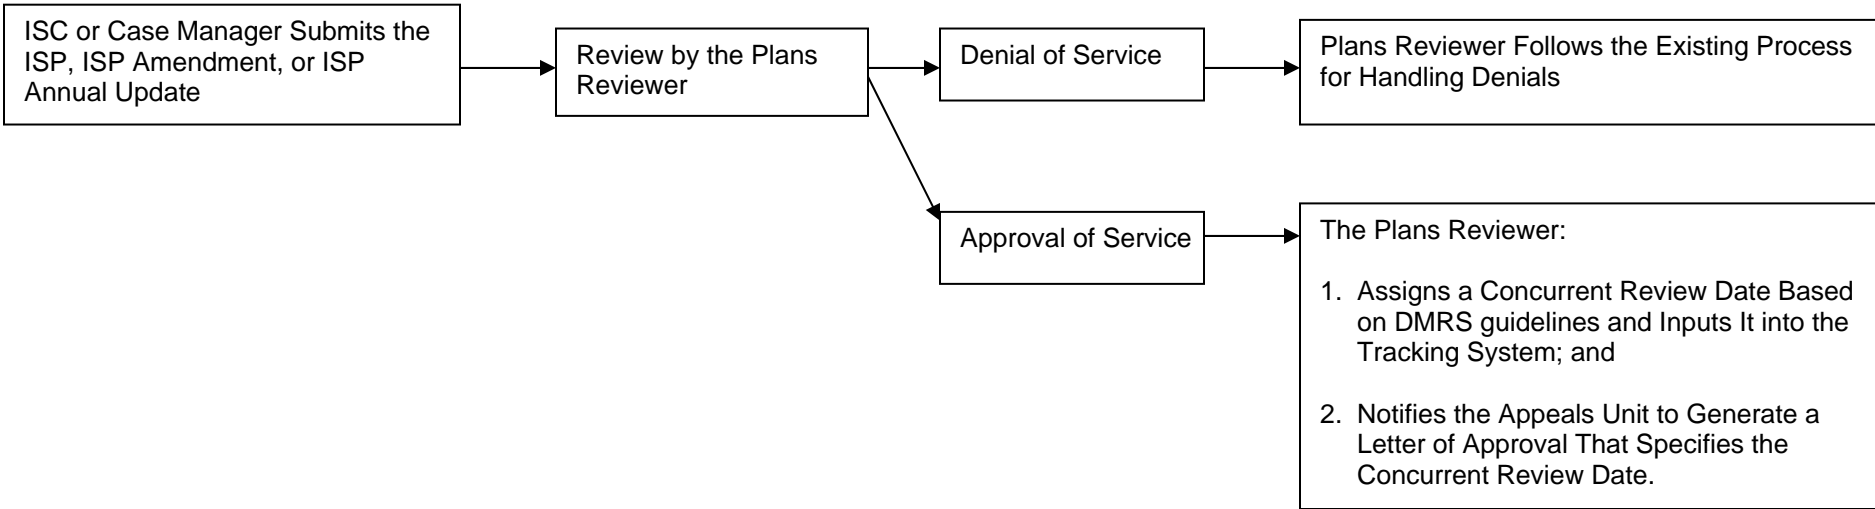 ISC or Case Manager Submits the
ISP, ISP Amendment, or ISP
Annual Update
Review by the Plans
Reviewer
Denial of Service
Plans Reviewer Follows the Existing Process
for Handling Denials
Approval of Service
The Plans Reviewer:
1. Assigns a Concurrent Review Date Based
on DMRS guidelines and Inputs It into the
Tracking System; and
2. Notifies the Appeals Unit to Generate a
Letter of Approval That Specifies the
Concurrent Review Date.